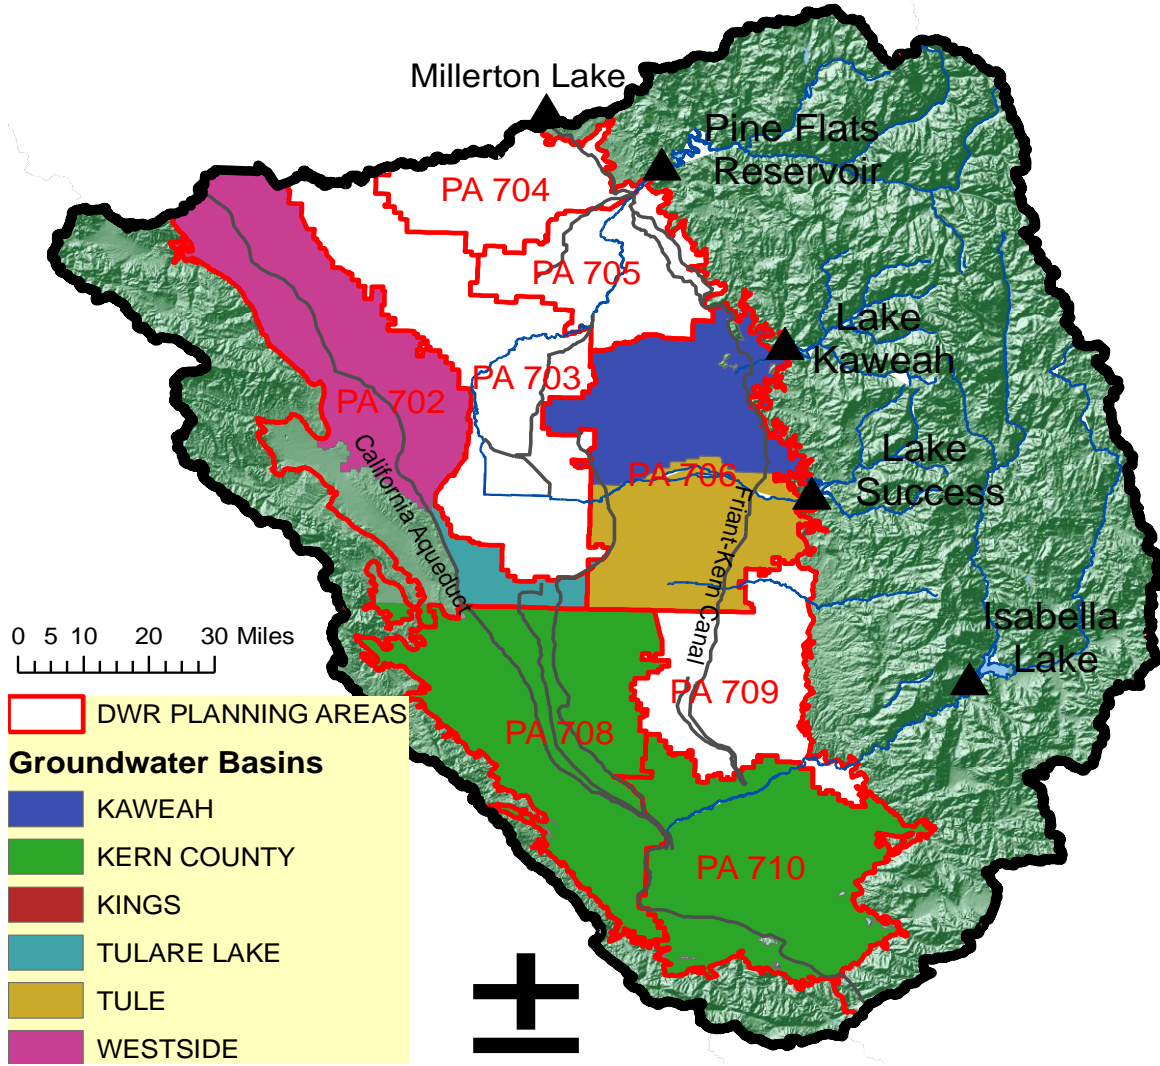 Millerton Lake
Pine Flats
Reservoir
PA 704
PA 705
Lake
Kaweah
PA 703
PA 702
California Aqueduct
PA 706
Lake
Success
Friant-Kern Canal
Isabella
Lake
0 5 10 20 30 Miles
PA 709
PA 708
PA 710
DWR PLANNING AREAS
Groundwater Basins
KAWEAH
KERN COUNTY
KINGS
TULARE LAKE
TULE
WESTSIDE